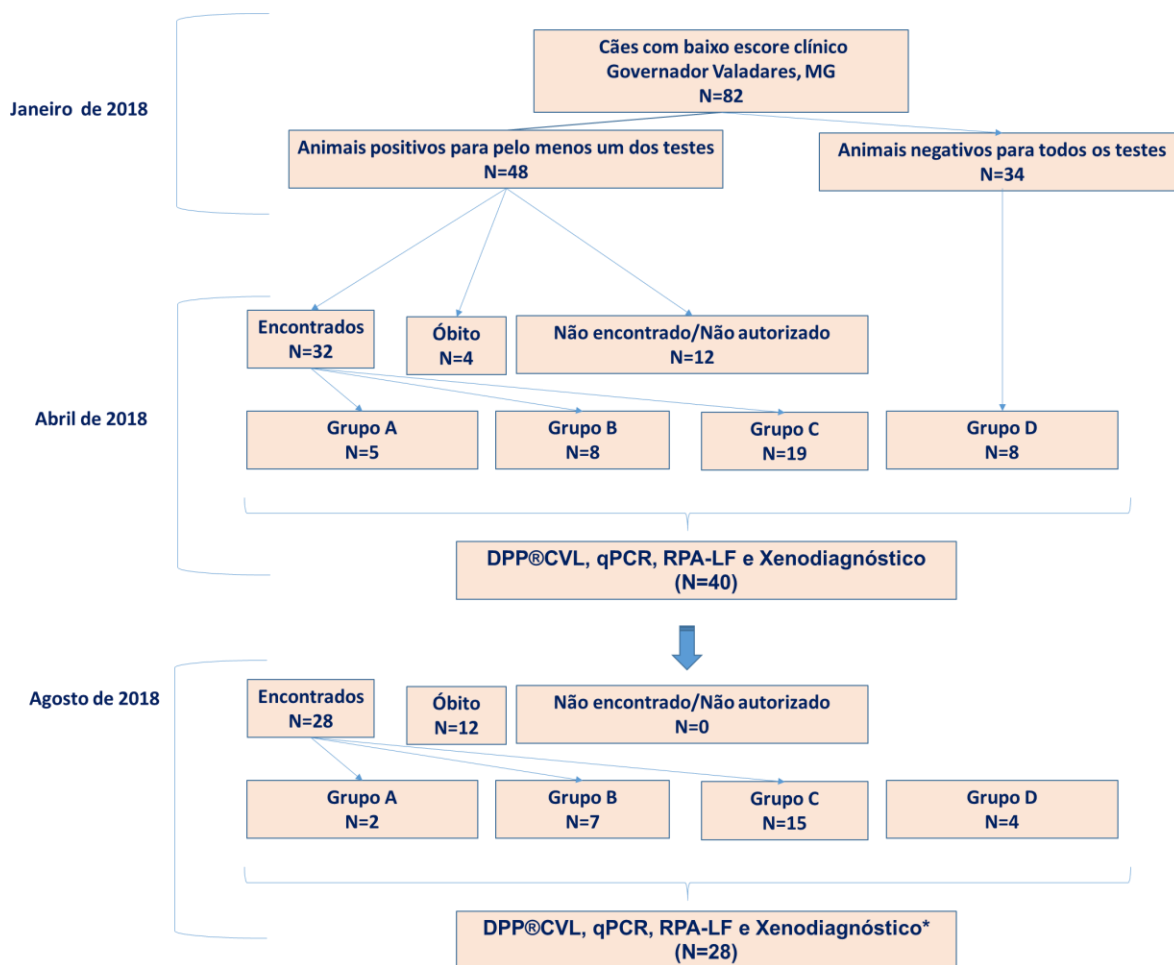 Cães com baixo escore clínico
Governador Valadares, MG
N=82
Janeiro de 2018
Animais positivos para pelo menos um dos testes
N=48
Animais negativos para todos os testes
N=34
Encontrados
N=32
Óbito
N=4
Não encontrado/Não autorizado
N=12
Abril de 2018
Grupo A
N=5
Grupo B
N=8
Grupo C
N=19
Grupo D
N=8
DPP®CVL, qPCR, RPA-LF e Xenodiagnóstico
(N=40)
Agosto de 2018
Encontrados
N=28
Óbito
N=12
Não encontrado/Não autorizado
N=0
Grupo A
N=2
Grupo B
N=7
Grupo C
N=15
Grupo D
N=4
DPP®CVL, qPCR, RPA-LF e Xenodiagnóstico*
(N=28)